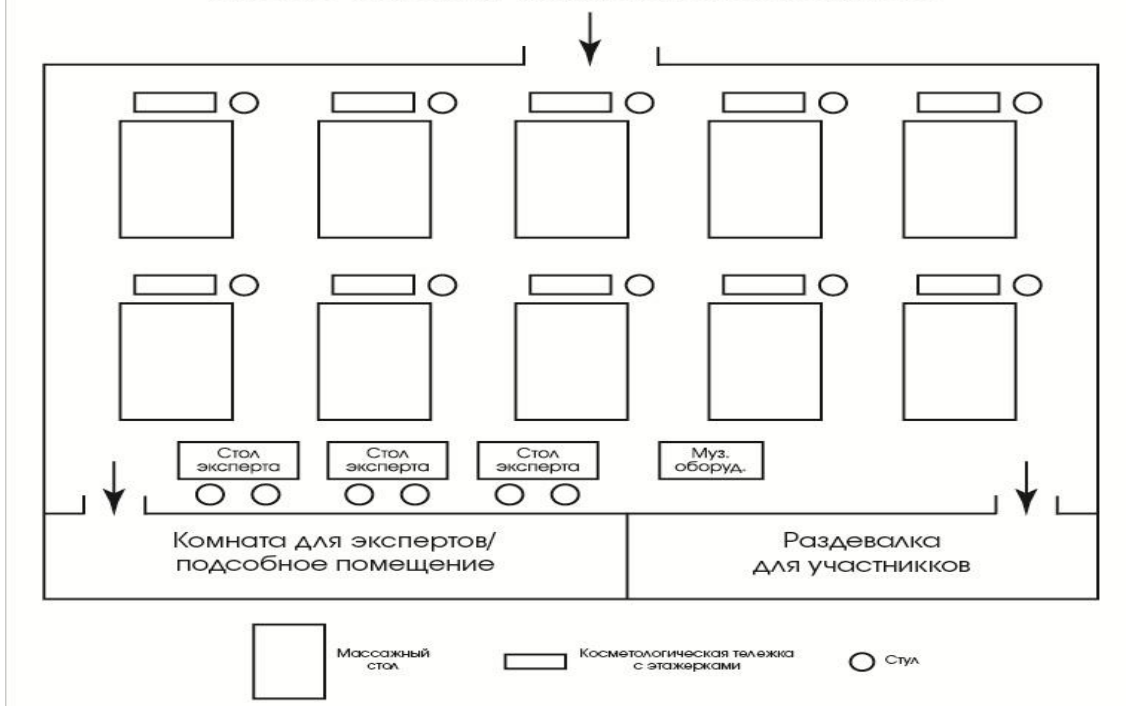 Стол
эксперта
Стол
эксперта
Стол
эксперта
Муз.
оборуд.
Комната для экспертов/
подсобное помещение
Раздевалка
для участникков
Массажный
стол
Косметологическая тележка
с этажерками
Стул